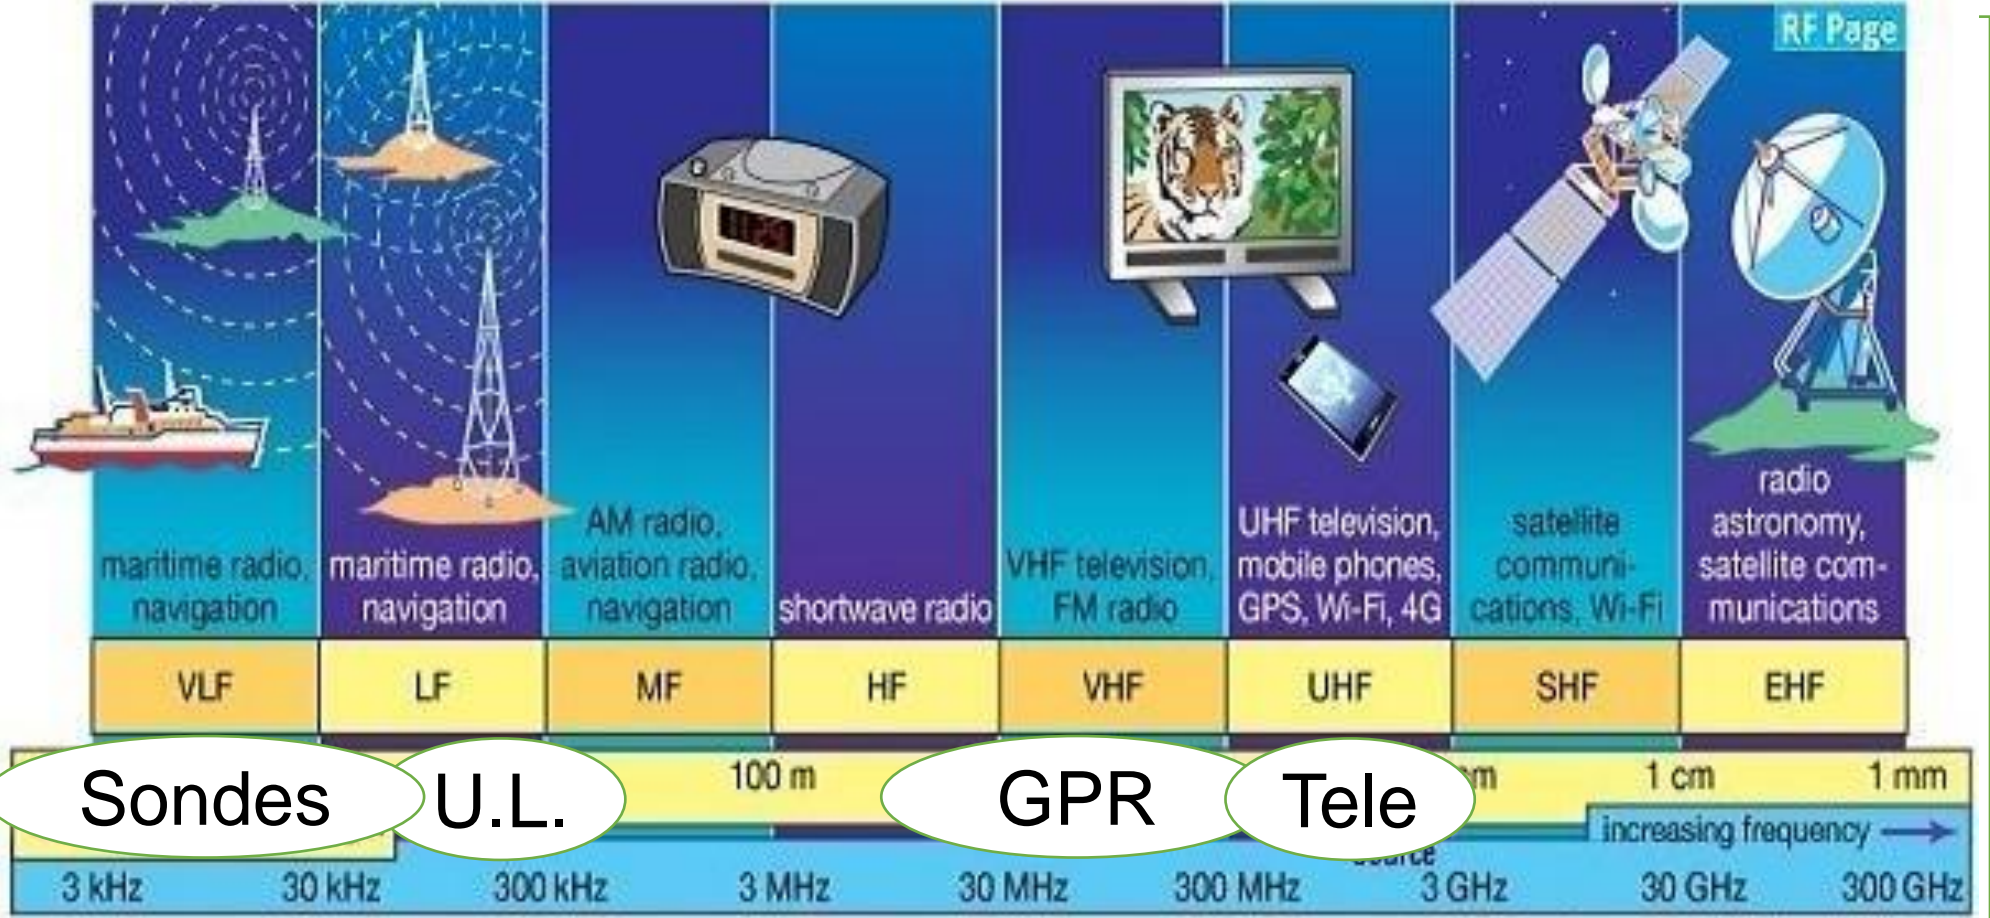 RF Page
11:29
maritime radio,
navigation
maritime radio,
navigation
AM radio,
aviation radio,
navigation
shortwave radio
VHF television,
FM radio
UHF television,
mobile phones,
GPS, Wi-Fi, 4G
satellite
communi-
cations, Wi-Fi
radio
astronomy,
satellite com-
munications
VLF LF MF HF VHF UHF SHF EHF
Sondes U.L. 100 m GPR Tele 1 cm 1 mm
increasing frequency
3 kHz 30 kHz 300 kHz 3 MHz 30 MHz 300 MHz 3 GHz 30 GHz 300 GHz